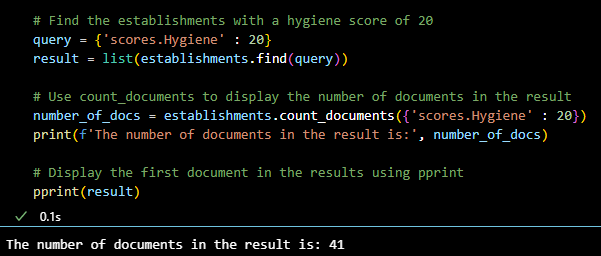 # Find the establishments with a hygiene score of 20
query = {'scores.Hygiene' : 20}
result = list(establishments.find(query))
# Use count_documents to display the number of documents in the result
number_of_docs = establishments.count_documents({'scores.Hygiene' : 20})
print(f'The number of documents in the result is:', number_of_docs)
# Display the first document in the results using pprint
pprint(result)
✓ 0.1s
The number of documents in the result is: 41